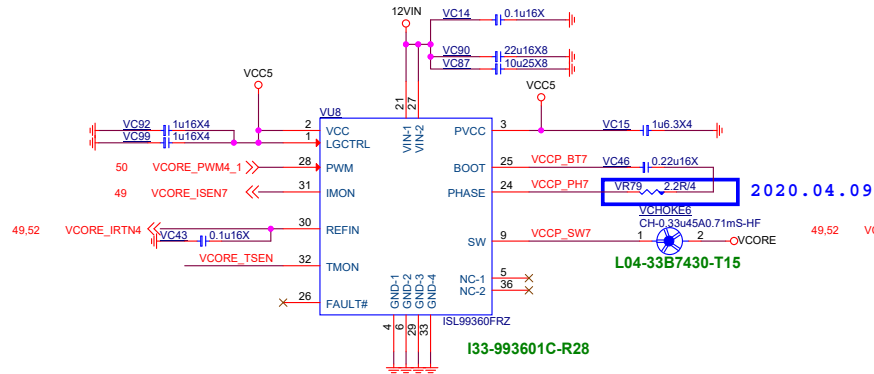 12VIN
VC14 0.1u16X
VC90 22u16X8
VC87 10u25X8
VCC5
VCC5
21
27
VU8
VC92 1u16X4
VC99 1u16X4
2 VCC
1 LGCTRL
VIN-1
VIN-2
PVCC 3
VC15 1u6.3X4
50 VCORE_PWM4_1
28 PWM
BOOT 25 VCCP_BT7 VC46 0.22u16X
49 VCORE_ISEN7
31 IMON
PHASE 24 VCCP_PH7 VR79 2.2R/4 2020.04.09
VCHOKE6
CH-0.33u45A0.71mS-HF
49,52 VCORE_IRTN4
30 REFIN
VC43 0.1u16X
SW 9 VCCP_SW7 1 2 VCORE
49,52 VC
L04-33B7430-T15
VCORE_TSEN
32 TMON
NC-1 5
NC-2 36
26 FAULT#
GND-1
GND-2
GND-3
GND-4
ISL99360FRZ
4
6
29
33
I33-993601C-R28